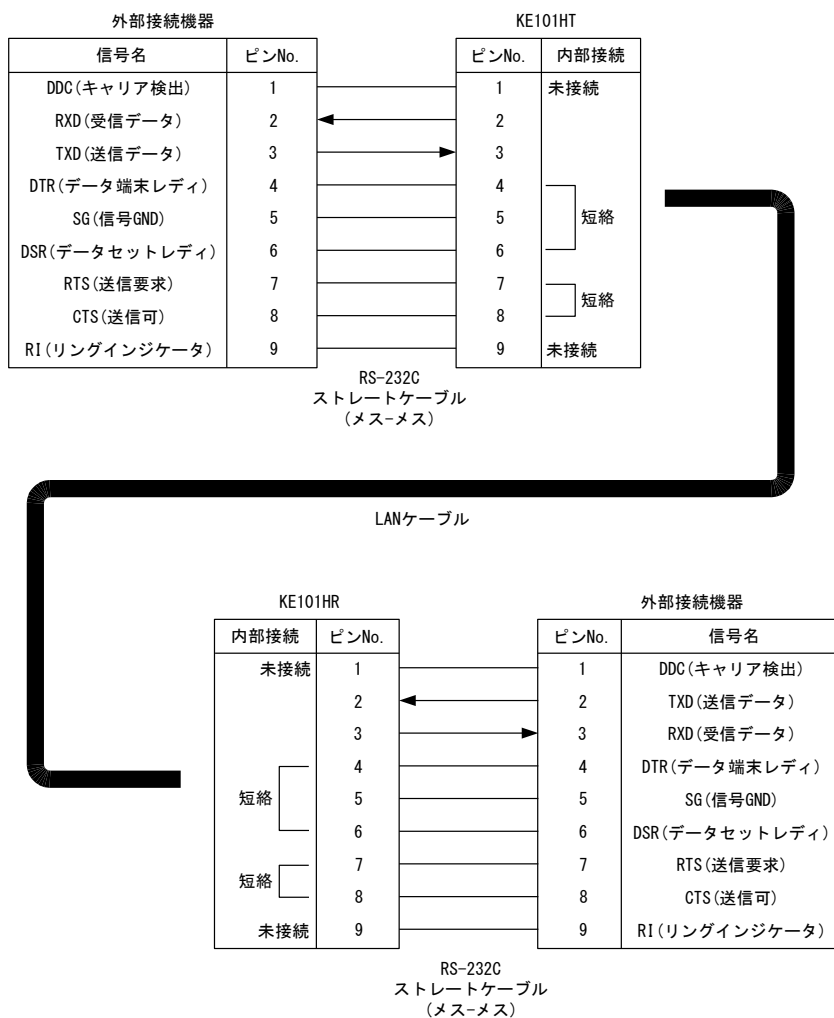 外部接続機器 KE101HT
信号名 ピンNo. ピンNo. 内部接続
DDC(キャリア検出) 1 1 未接続
RXD(受信データ) 2 2
TXD(送信データ) 3 3
DTR(データ端末レディ) 4 4
SG(信号GND) 5 5 短絡
DSR(データセットレディ) 6 6
RTS(送信要求) 7 7
短絡
CTS(送信可) 8 8
RI(リングインジケータ) 9 9 未接続
RS-232C
ストレートケーブル
(メス-メス)
LANケーブル
KE101HR 外部接続機器
内部接続 ピンNo. ピンNo. 信号名
未接続 1 1 DDC(キャリア検出)
2 2 TXD(送信データ)
3 3 RXD(受信データ)
4 4 DTR(データ端末レディ)
短絡 5 5 SG(信号GND)
6 6 DSR(データセットレディ)
7 7 RTS(送信要求)
短絡
8 8 CTS(送信可)
未接続 9 9 RI(リングインジケータ)
RS-232C
ストレートケーブル
(メス-メス)